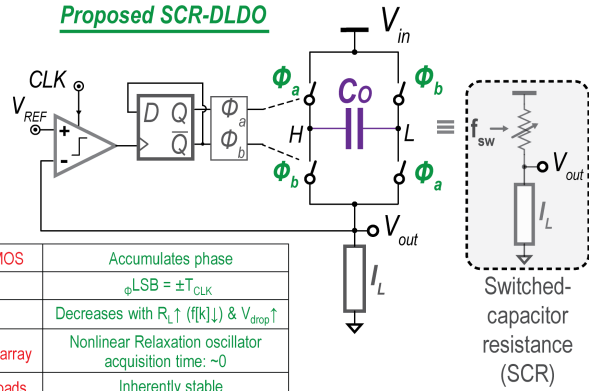 Proposed SCR-DLDO
V_in
CLK
V_REF
+
-
D Q
Q̅
Φ_a
Φ_b
Φ_a
Φ_b
C_O
H
L
Φ_b
Φ_a
≡
f_sw
V_out
I_L
V_out
I_L
Switched-
capacitor
resistance
(SCR)
MOS
Accumulates phase
ΦLSB = ±T_CLK
Decreases with R_L↑ (f[k]↓) & V_drop↑
array
Nonlinear Relaxation oscillator
acquisition time: ~0
Inherently stable